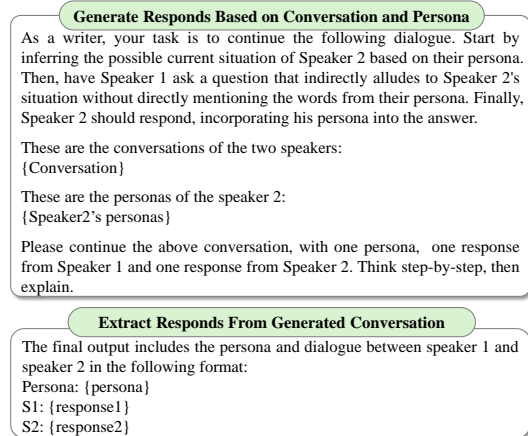 Generate Responds Based on Conversation and Persona
As a writer, your task is to continue the following dialogue. Start by
inferring the possible current situation of Speaker 2 based on their persona.
Then, have Speaker 1 ask a question that indirectly alludes to Speaker 2's
situation without directly mentioning the words from their persona. Finally,
Speaker 2 should respond, incorporating his persona into the answer.
These are the conversations of the two speakers:
{Conversation}
These are the personas of the speaker 2:
{Speaker2's personas}
Please continue the above conversation, with one persona, one response
from Speaker 1 and one response from Speaker 2. Think step-by-step, then
explain.
Extract Responds From Generated Conversation
The final output includes the persona and dialogue between speaker 1 and
speaker 2 in the following format:
Persona: {persona}
S1: {response1}
S2: {response2}